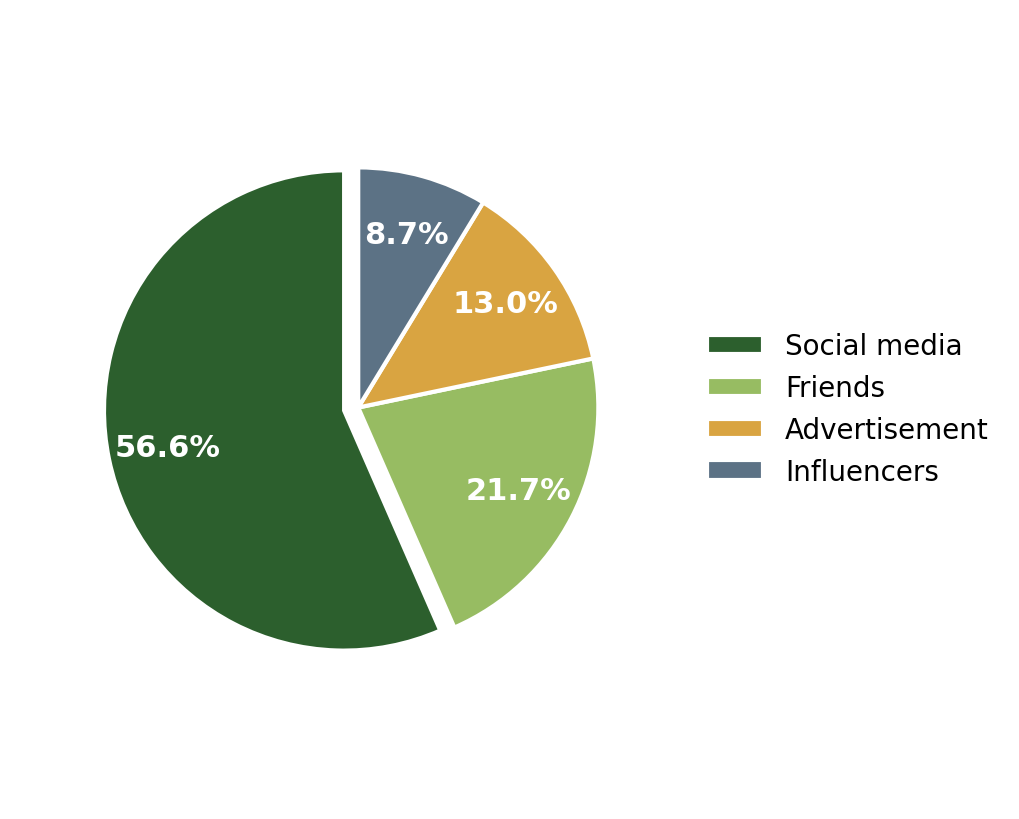 8.7%
13.0%
56.6%
21.7%
Social media
Friends
Advertisement
Influencers